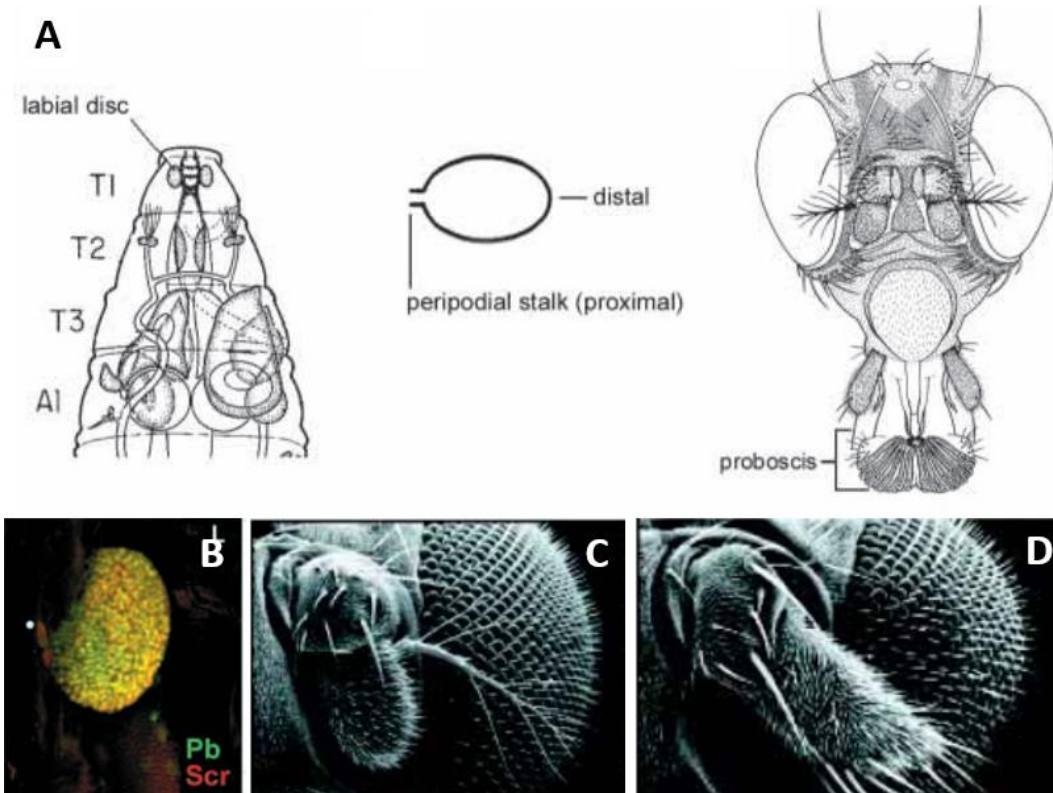 A
labial disc
T1
T2
T3
A1
distal
peripodial stalk (proximal)
proboscis
B
L
Pb
Scr
C
D